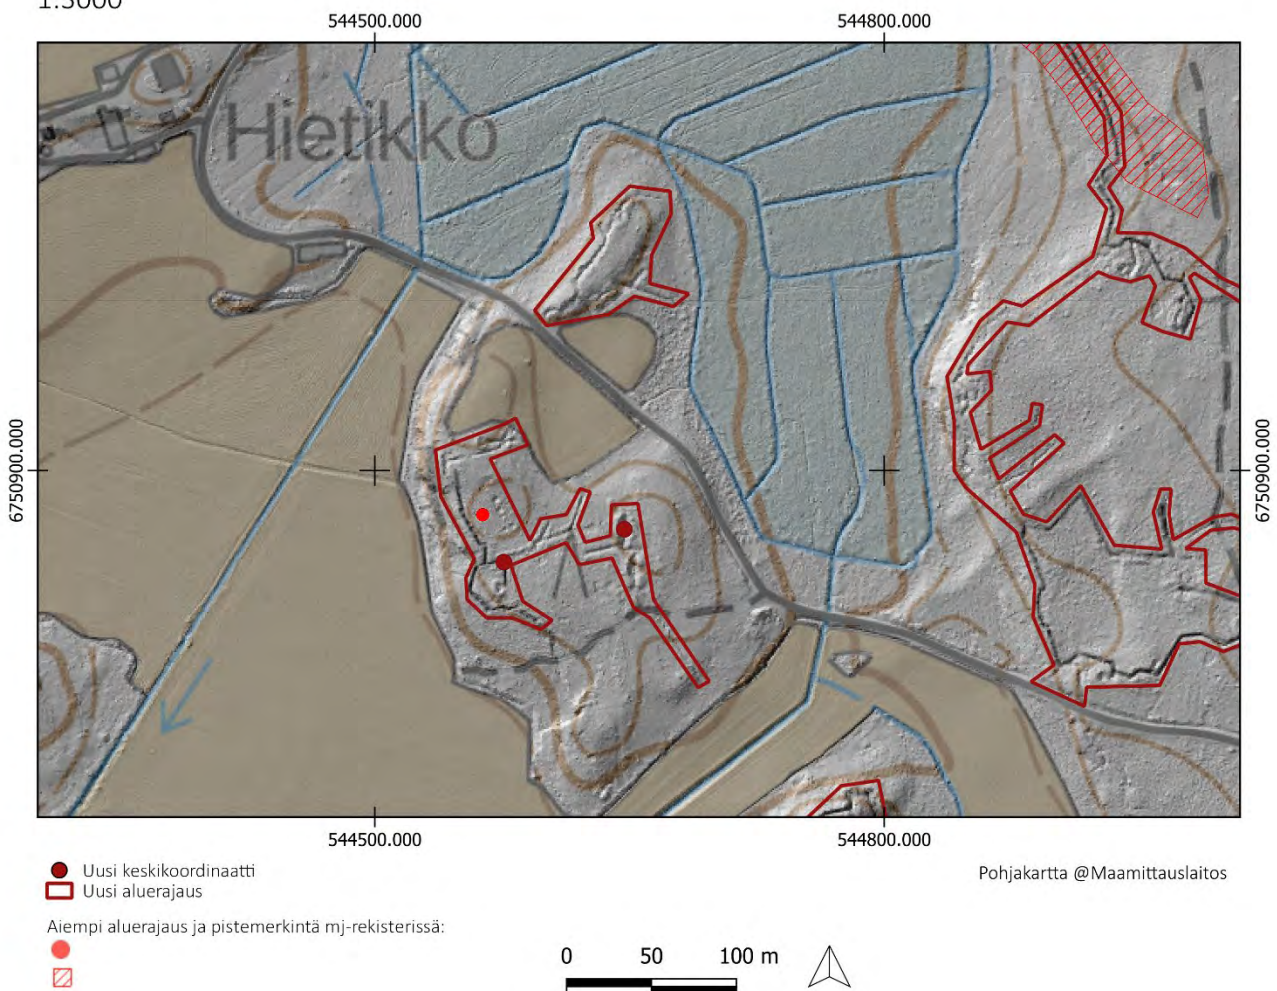 1:5000
544500.000 544800.000
Hietikko
6750900.000 6750900.000
544500.000 544800.000
Uusi keskikoordinaatti
Uusi aluerajaus
Pohjakartta @Maamittauslaitos
Aiempi aluerajaus ja pistemerkintä mj-rekisterissä:
0 50 100 m